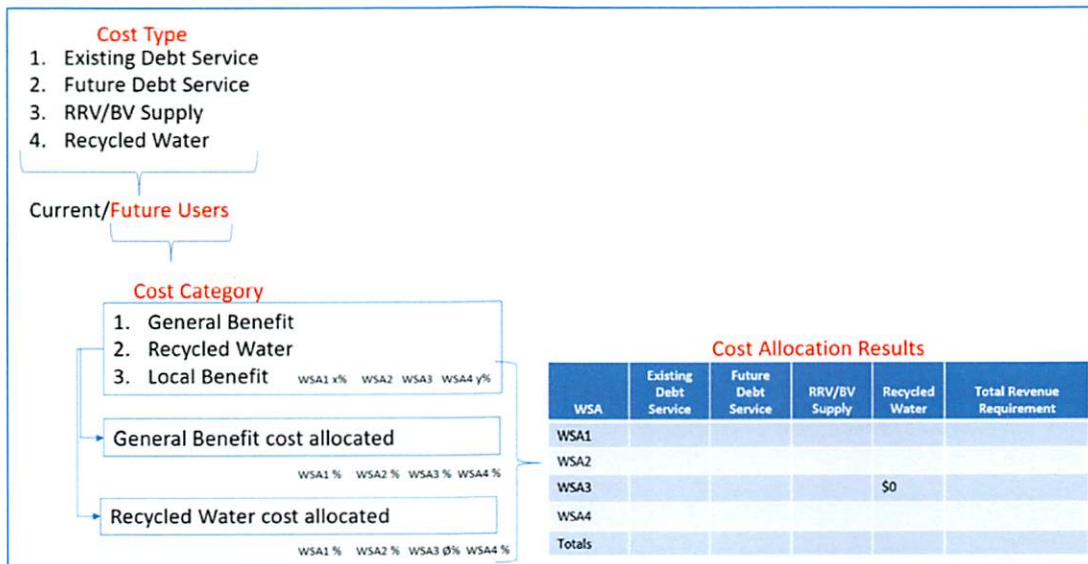 Cost Type
1. Existing Debt Service
2. Future Debt Service
3. RRV/BV Supply
4. Recycled Water
Current/Future Users
Cost Category
1. General Benefit
2. Recycled Water
3. Local Benefit WSA1 x% WSA2 WSA3 WSA4 y%
General Benefit cost allocated
WSA1 % WSA2 % WSA3 % WSA4 %
Recycled Water cost allocated
WSA1 % WSA2 % WSA3 Ø% WSA4 %
Cost Allocation Results
WSA Existing Debt Service Future Debt Service RRV/BV Supply Recycled Water Total Revenue Requirement
WSA1
WSA2
WSA3 $0
WSA4
Totals